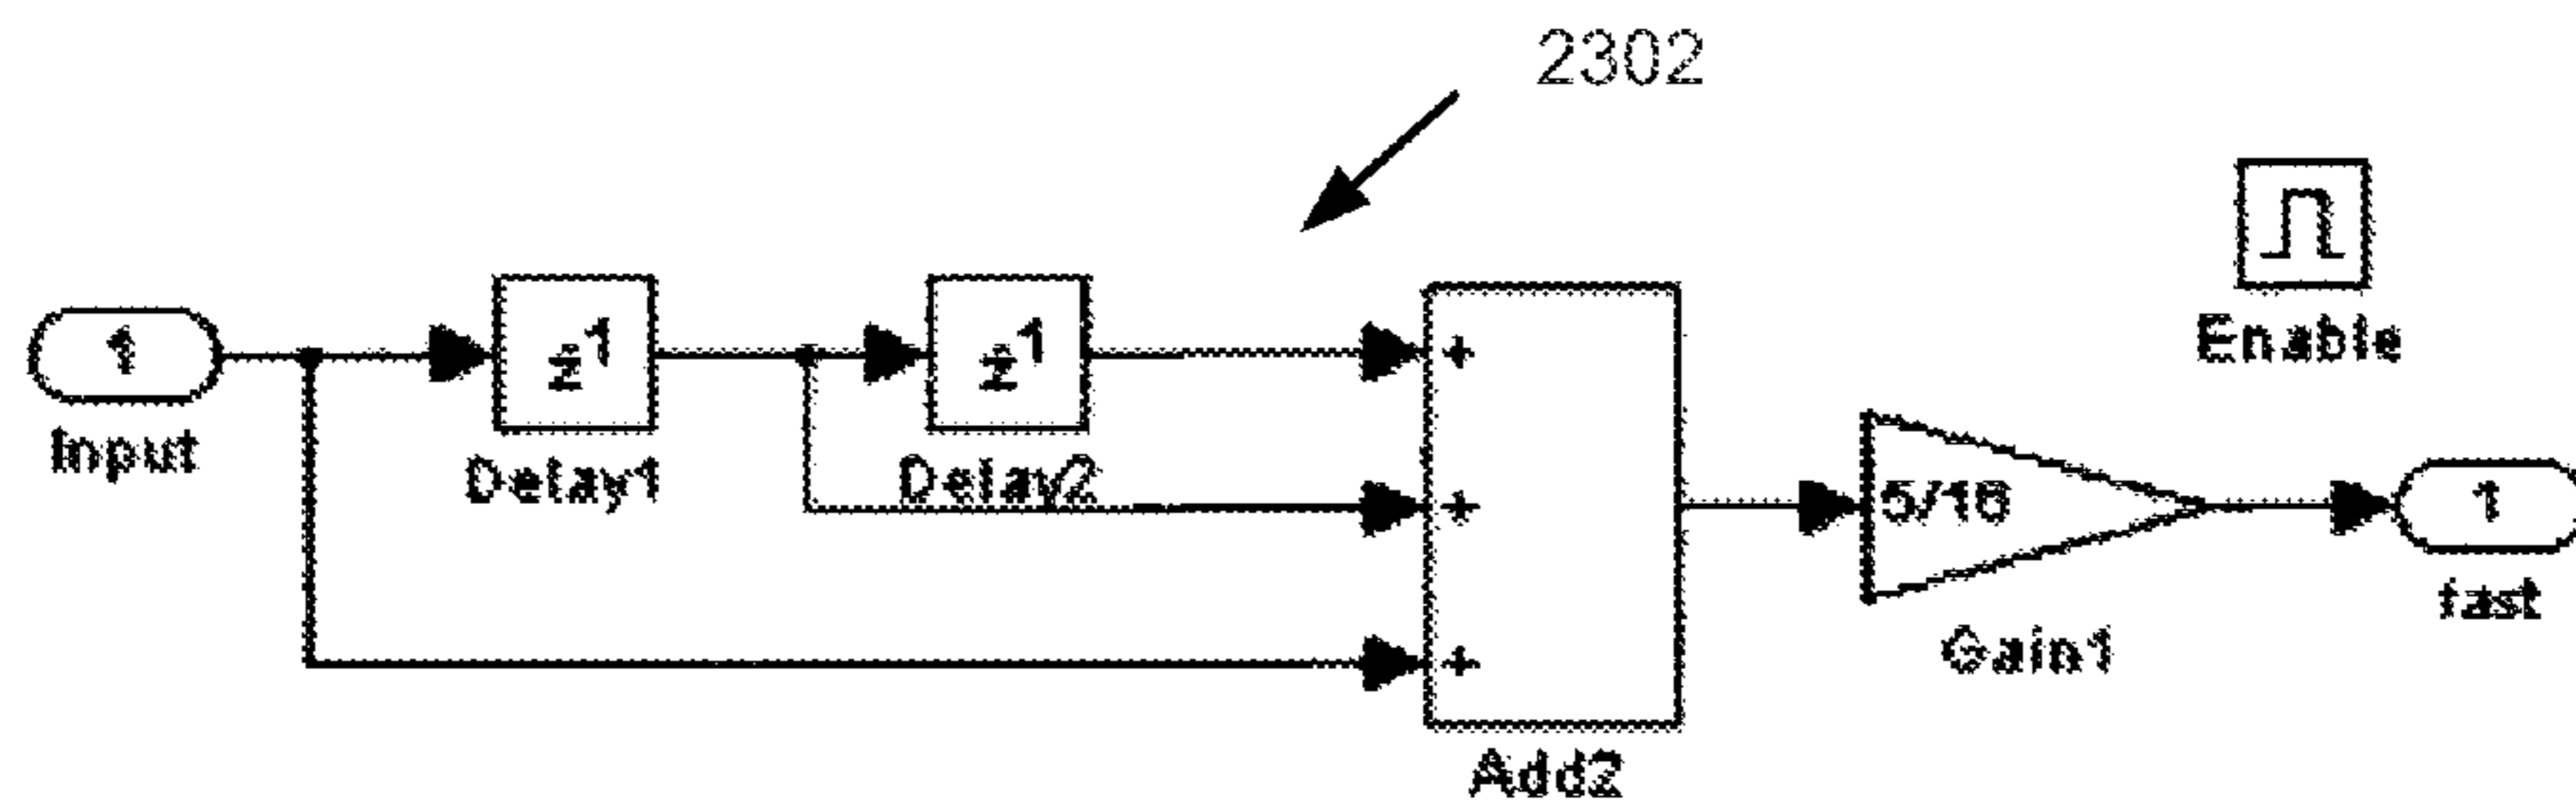 2302
1
Input
z-1
Delay1
z-1
Delay2
+
+
+
Add2
Enable
5/16
Gain1
1
fast